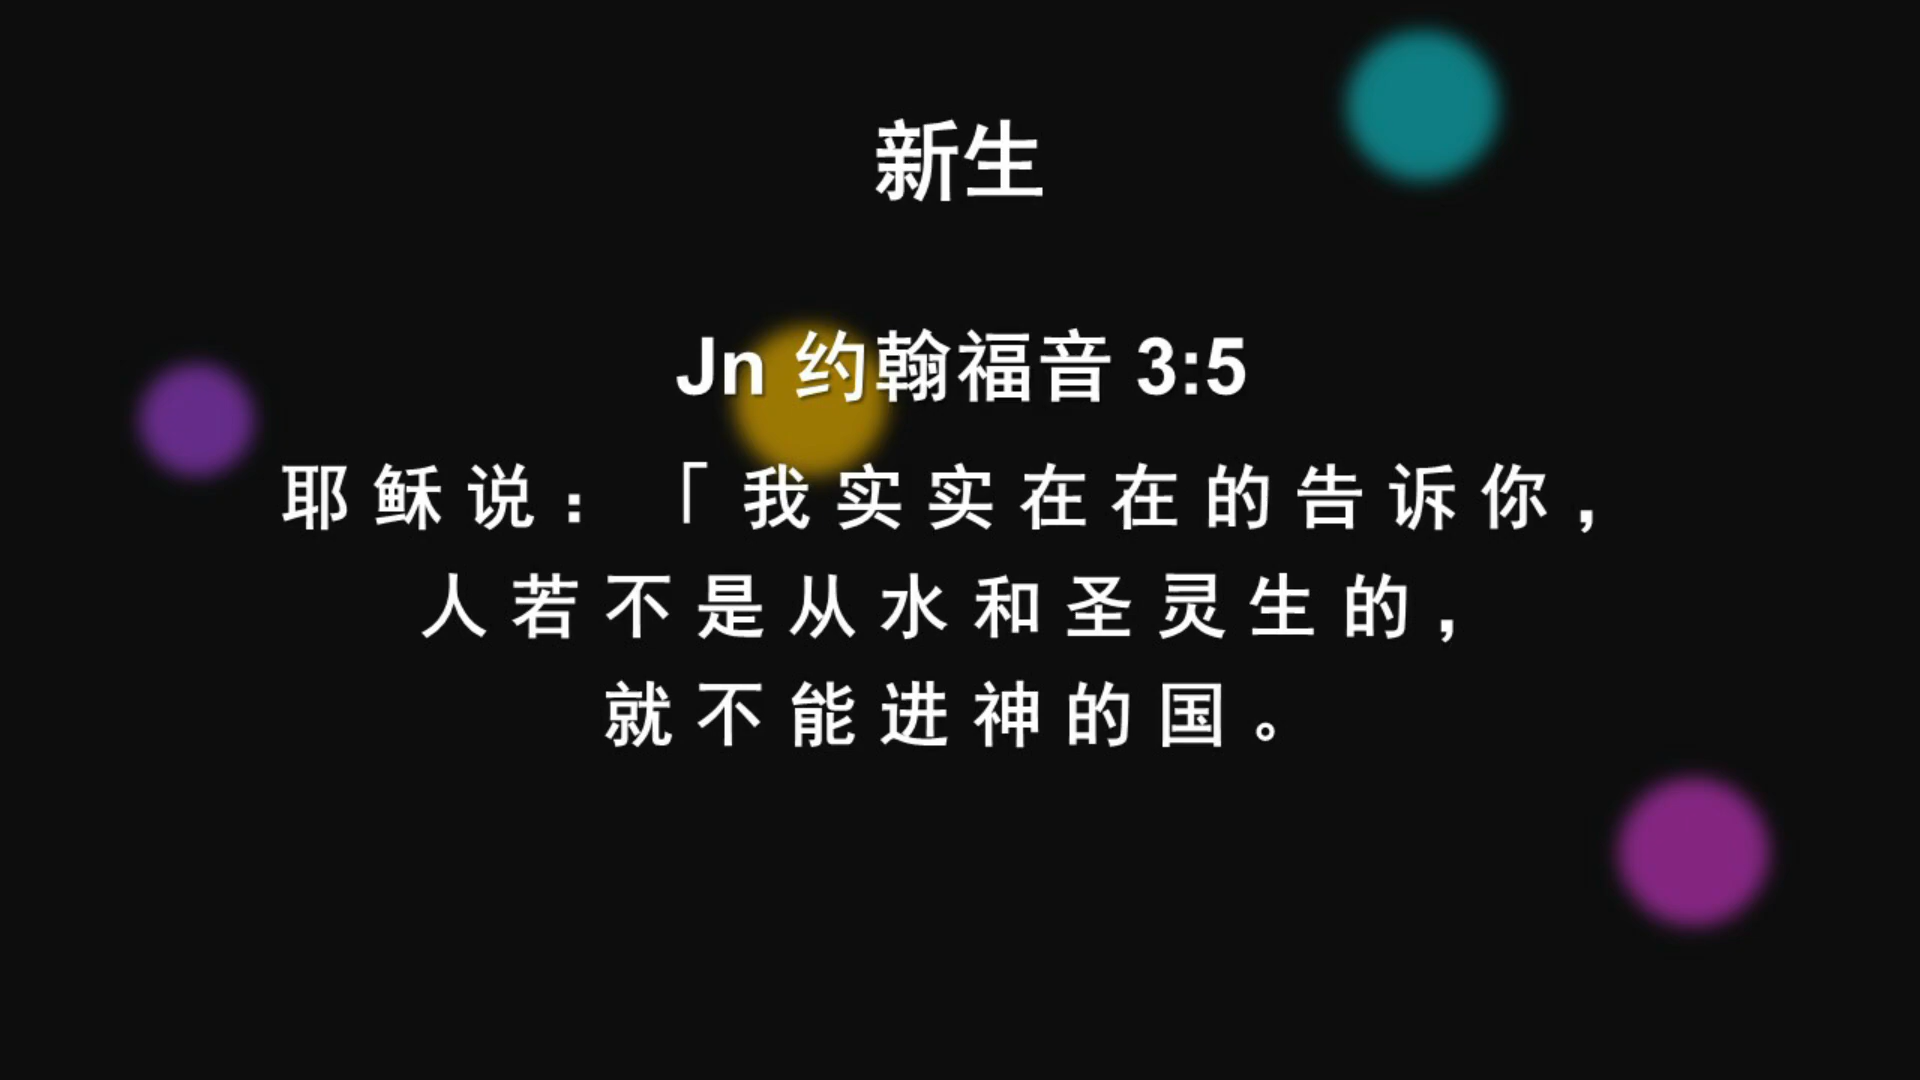 新生
Jn 约翰福音 3:5
耶 稣 说 : 「 我 实 实 在 在 的 告 诉 你 ,
人 若 不 是 从 水 和 圣 灵 生 的 ,
就 不 能 进 神 的 国 。